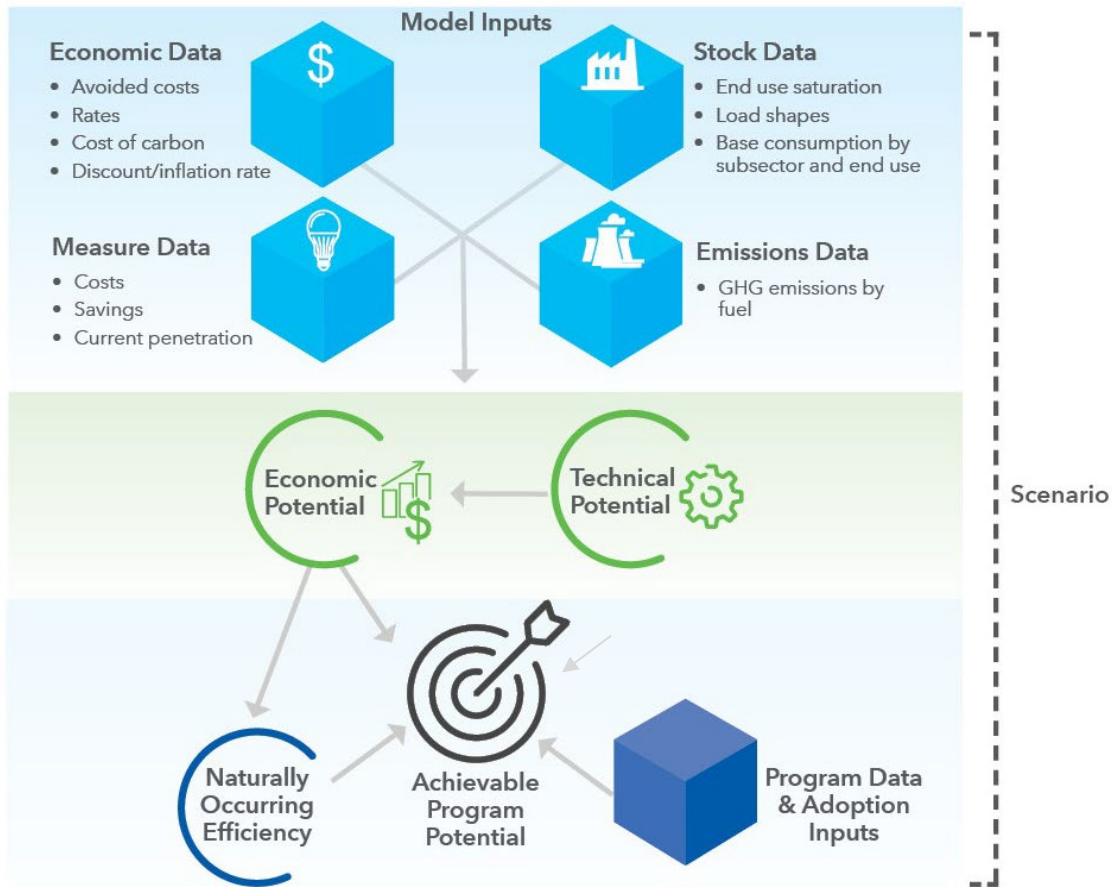 Model Inputs
Economic Data
• Avoided costs
• Rates
• Cost of carbon
• Discount/inflation rate
$
Stock Data
• End use saturation
• Load shapes
• Base consumption by
subsector and end use
Measure Data
• Costs
• Savings
• Current penetration
Emissions Data
• GHG emissions by
fuel
Economic
Potential
$
Technical
Potential
Scenario
Naturally
Occurring
Efficiency
Achievable
Program
Potential
Program Data
& Adoption
Inputs